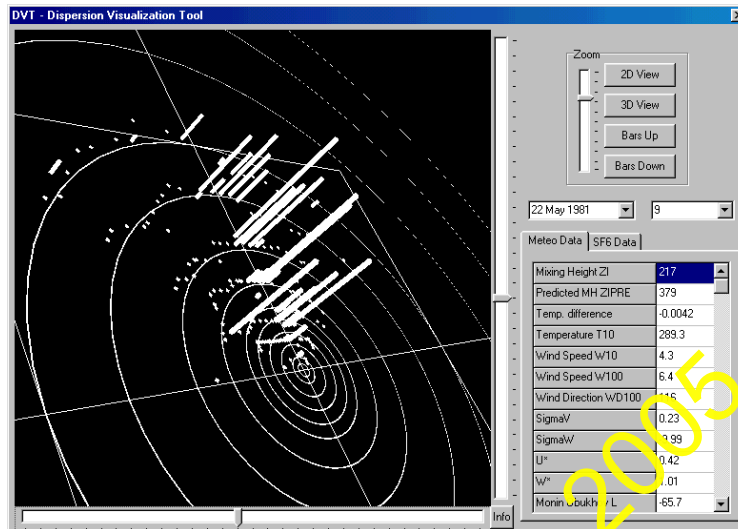 DVT - Dispersion Visualization Tool
Zoom
2D View
3D View
Bars Up
Bars Down
22 May 1981
9
Meteo Data
SF6 Data
Mixing Height ZI 217
Predicted MH ZIPRE 379
Temp. difference -0.0042
Temperature T10 289.3
Wind Speed W10 4.3
Wind Speed W100 6.4
Wind Direction WD100 116
SigmaV 0.23
SigmaW
U* 0.42
W*
Monin Obukhov L -65.7
Info
2005